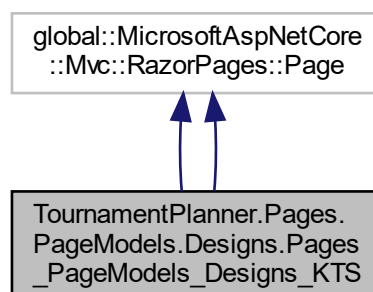 global::MicrosoftAspNetCore
::Mvc::RazorPages::Page
TournamentPlanner.Pages.
PageModels.Designs.Pages
_PageModels_Designs_KTS